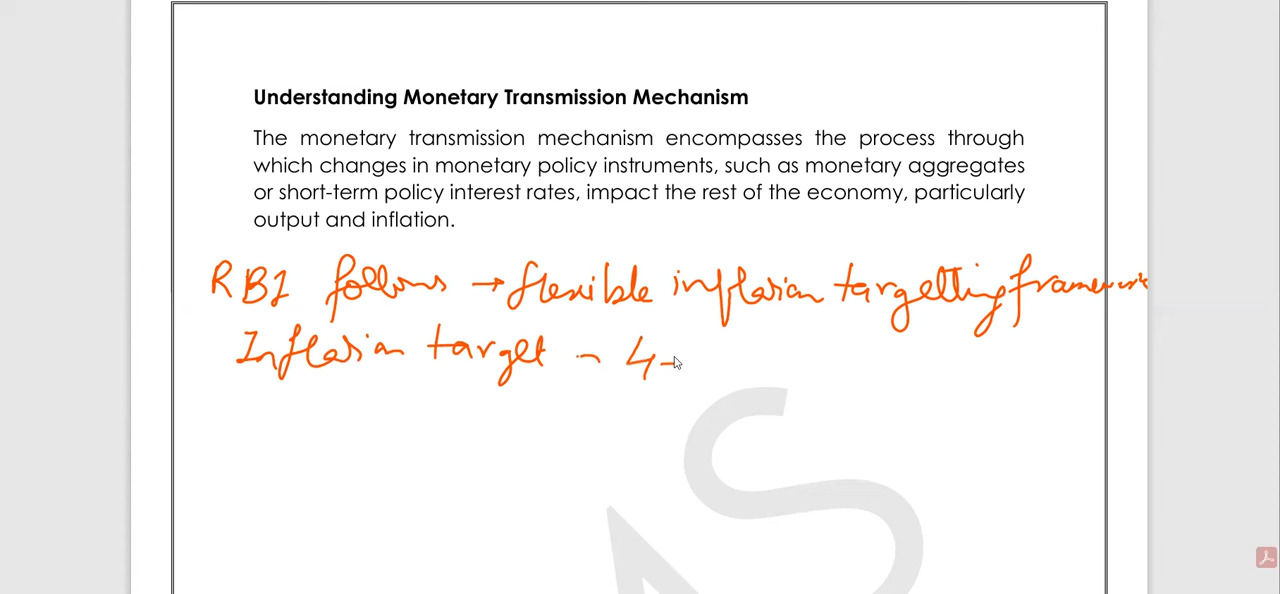 Understanding Monetary Transmission Mechanism
The monetary transmission mechanism encompasses the process through
which changes in monetary policy instruments, such as monetary aggregates
or short-term policy interest rates, impact the rest of the economy, particularly
output and inflation.
RBI follows → flexible inflation targetting framework
Inflation target - 4-